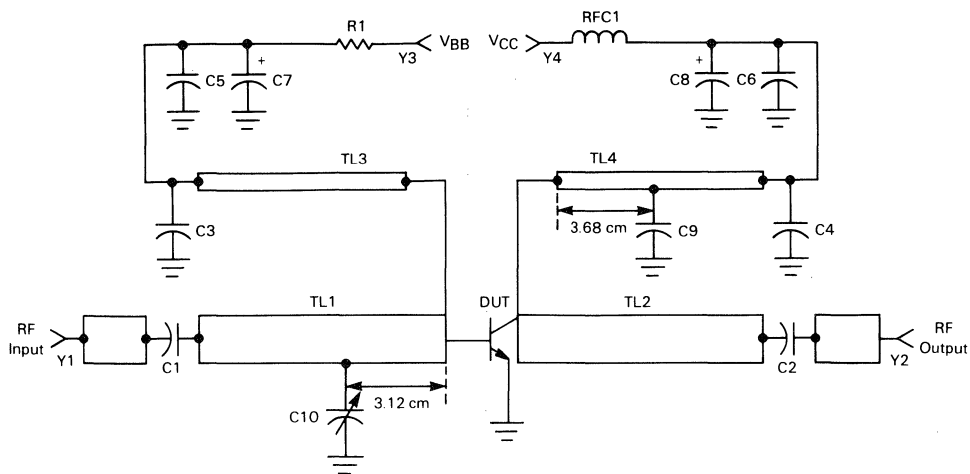 R1
V_BB
Y3
V_CC
Y4
RFC1
C5
+
C7
+
C8
C6
TL3
TL4
C3
3.68 cm
C9
C4
TL1
DUT
TL2
RF
Input
Y1
C1
C2
Y2
RF
Output
C10
3.12 cm